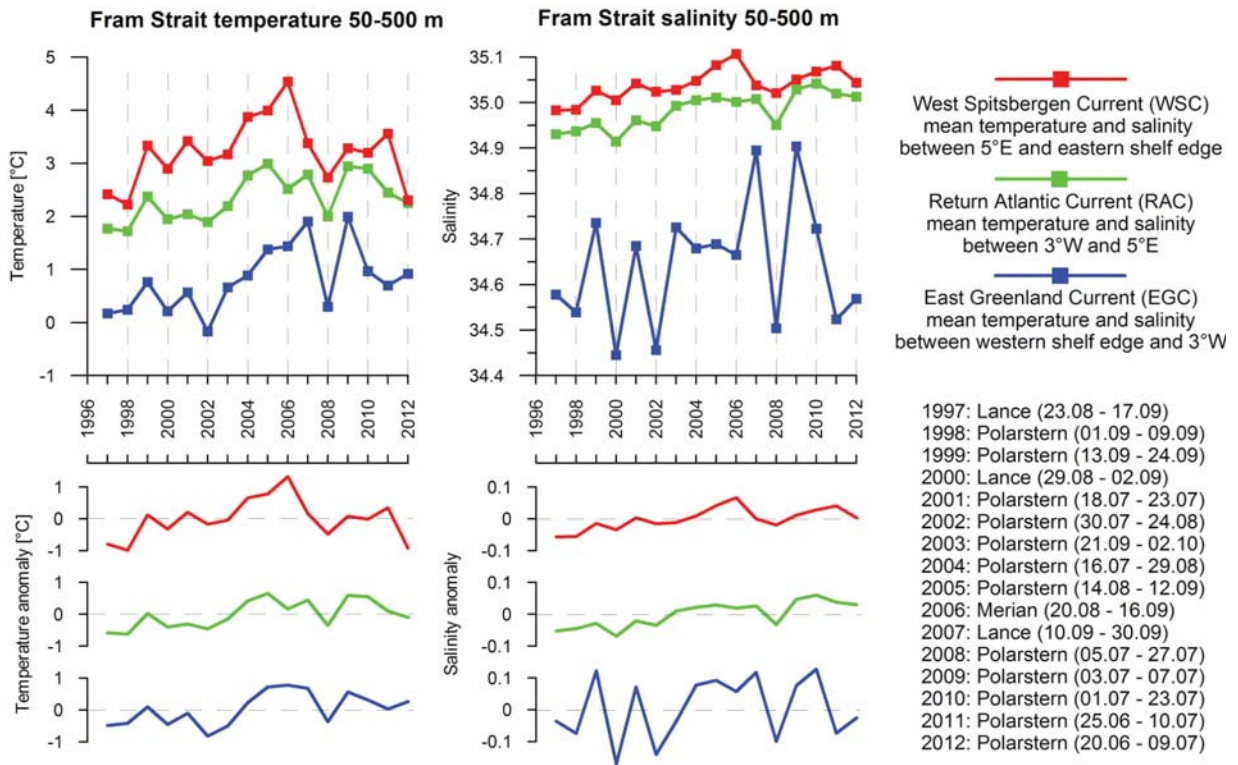 Fram Strait temperature 50-500 m
Temperature [°C]
5
4
3
2
1
0
-1
1996
1998
2000
2002
2004
2006
2008
2010
2012
Temperature anomaly [°C]
1
0
-1
1
0
-1
1
0
-1
Fram Strait salinity 50-500 m
Salinity
35.1
35.0
34.9
34.7
34.6
34.5
34.4
1996
1998
2000
2002
2004
2006
2008
2010
2012
Salinity anomaly
0.1
0
-0.1
0.1
0
-0.1
0.1
0
-0.1
West Spitsbergen Current (WSC)
mean temperature and salinity
between 5°E and eastern shelf edge
Return Atlantic Current (RAC)
mean temperature and salinity
between 3°W and 5°E
East Greenland Current (EGC)
mean temperature and salinity
between western shelf edge and 3°W
1997: Lance (23.08 - 17.09)
1998: Polarstern (01.09 - 09.09)
1999: Polarstern (13.09 - 24.09)
2000: Lance (29.08 - 02.09)
2001: Polarstern (18.07 - 23.07)
2002: Polarstern (30.07 - 24.08)
2003: Polarstern (21.09 - 02.10)
2004: Polarstern (16.07 - 29.08)
2005: Polarstern (14.08 - 12.09)
2006: Merian (20.08 - 16.09)
2007: Lance (10.09 - 30.09)
2008: Polarstern (05.07 - 27.07)
2009: Polarstern (03.07 - 07.07)
2010: Polarstern (01.07 - 23.07)
2011: Polarstern (25.06 - 10.07)
2012: Polarstern (20.06 - 09.07)